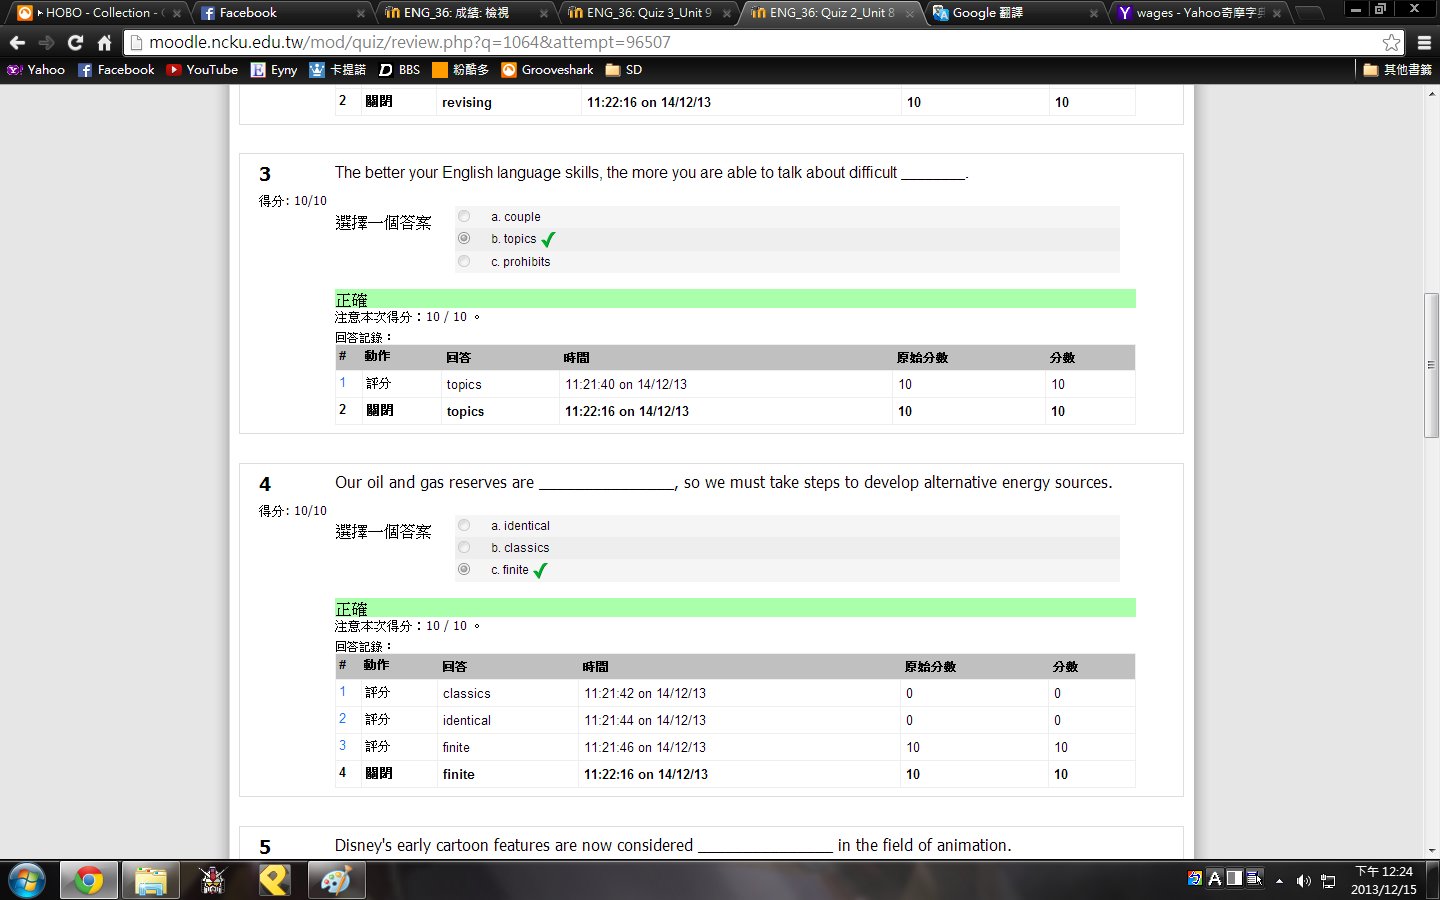 HOBO - Collection - (
Facebook
ENG_36: 成績: 檢視
ENG_36: Quiz 3_Unit 9
ENG_36: Quiz 2_Unit 8
Google 翻譯
wages - Yahoo奇摩字典
moodle.ncku.edu.tw/mod/quiz/review.php?q=1064&attempt=96507
Yahoo Facebook YouTube Eyny 卡提諾 BBS 粉酷多 Grooveshark SD 其他書籤
2 關閉 revising 11:22:16 on 14/12/13 10 10
3 The better your English language skills, the more you are able to talk about difficult ________.
得分: 10/10
選擇一個答案
a. couple
b. topics
c. prohibits
正確
注意本次得分：10 / 10 。
回答記錄：
# 動作 回答 時間 原始分數 分數
1 評分 topics 11:21:40 on 14/12/13 10 10
2 關閉 topics 11:22:16 on 14/12/13 10 10
4 Our oil and gas reserves are _________________, so we must take steps to develop alternative energy sources.
得分: 10/10
選擇一個答案
a. identical
b. classics
c. finite
正確
注意本次得分：10 / 10 。
回答記錄：
# 動作 回答 時間 原始分數 分數
1 評分 classics 11:21:42 on 14/12/13 0 0
2 評分 identical 11:21:44 on 14/12/13 0 0
3 評分 finite 11:21:46 on 14/12/13 10 10
4 關閉 finite 11:22:16 on 14/12/13 10 10
5 Disney's early cartoon features are now considered _________________ in the field of animation.
A
下午 12:24
2013/12/15